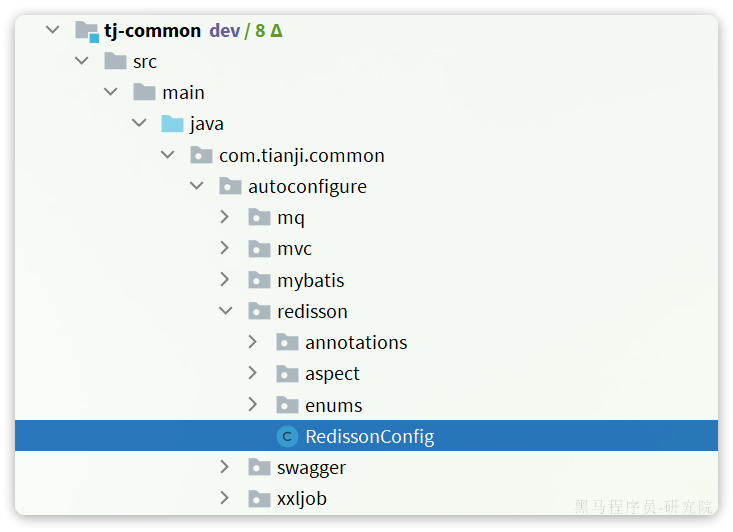 tj-common dev / 8 Δ
src
main
java
com.tianji.common
autoconfigure
mq
mvc
mybatis
redisson
annotations
aspect
enums
RedissonConfig
swagger
xxljob
黑马程序员-研究院